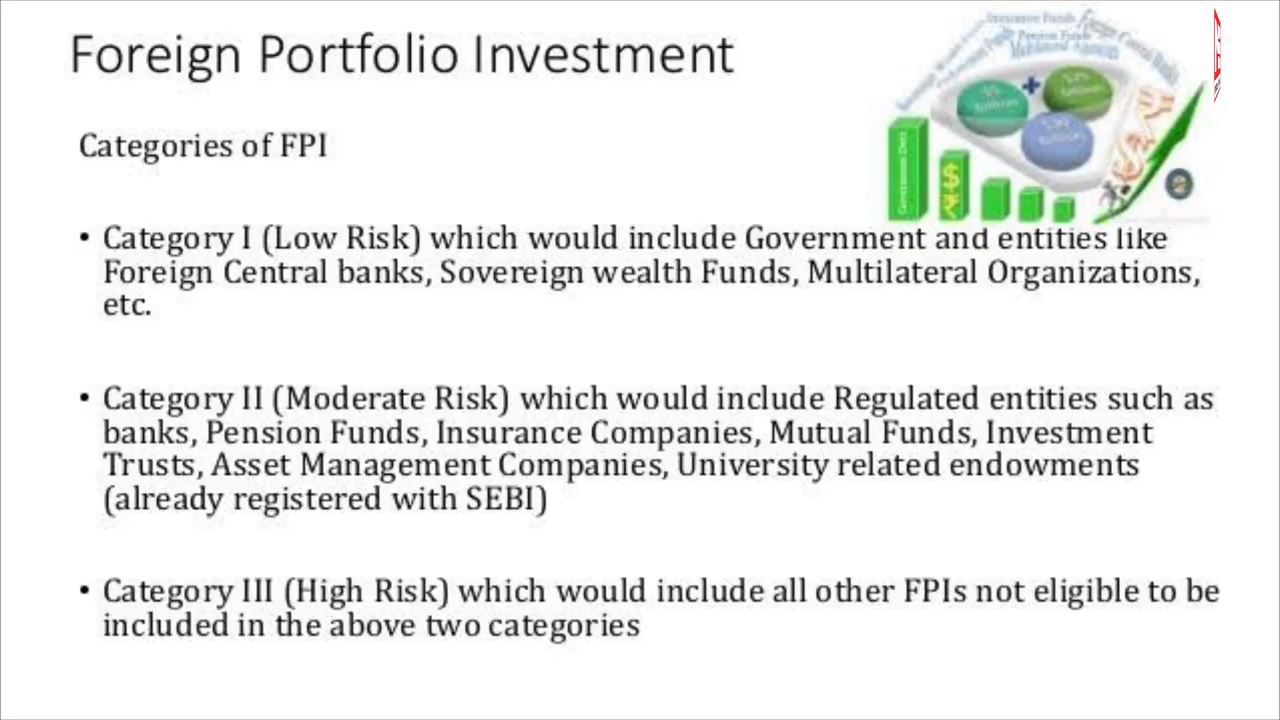 Foreign Portfolio Investment
Categories of FPI
• Category I (Low Risk) which would include Government and entities like
Foreign Central banks, Sovereign wealth Funds, Multilateral Organizations,
etc.
• Category II (Moderate Risk) which would include Regulated entities such as
banks, Pension Funds, Insurance Companies, Mutual Funds, Investment
Trusts, Asset Management Companies, University related endowments
(already registered with SEBI)
• Category III (High Risk) which would include all other FPIs not eligible to be
included in the above two categories